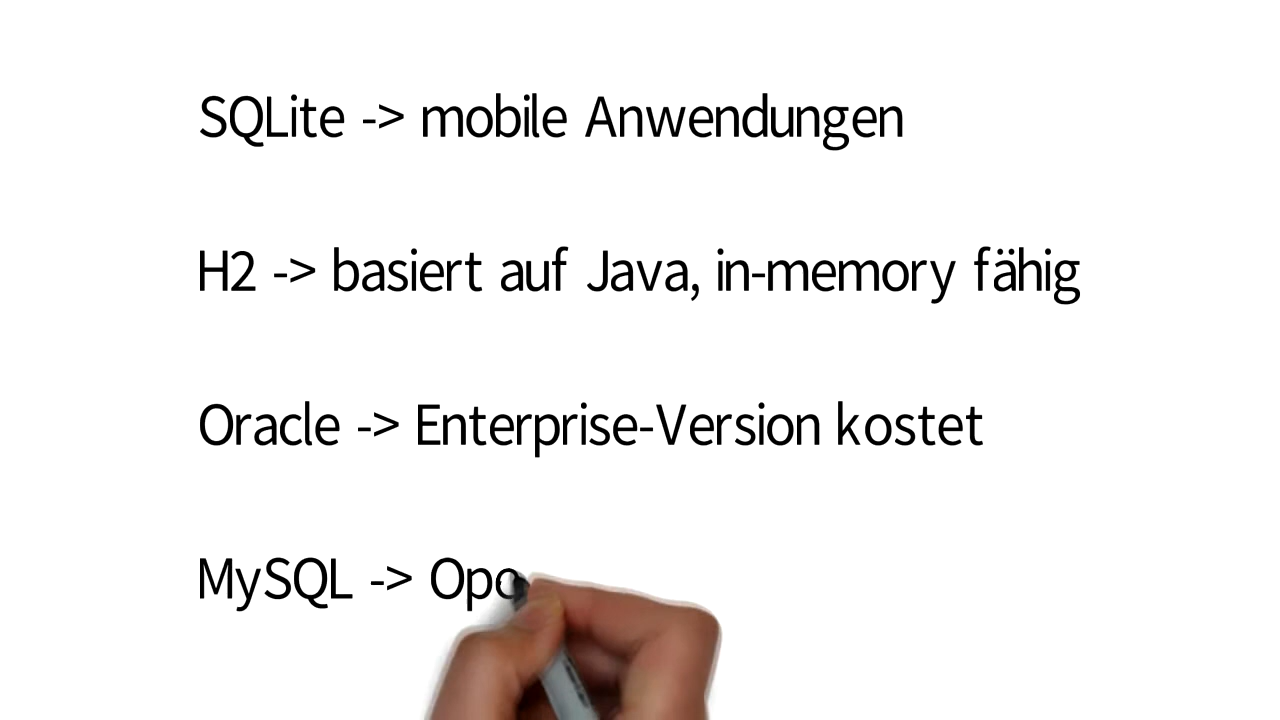 SQLite -> mobile Anwendungen
H2 -> basiert auf Java, in-memory fähig
Oracle -> Enterprise-Version kostet
MySQL ->